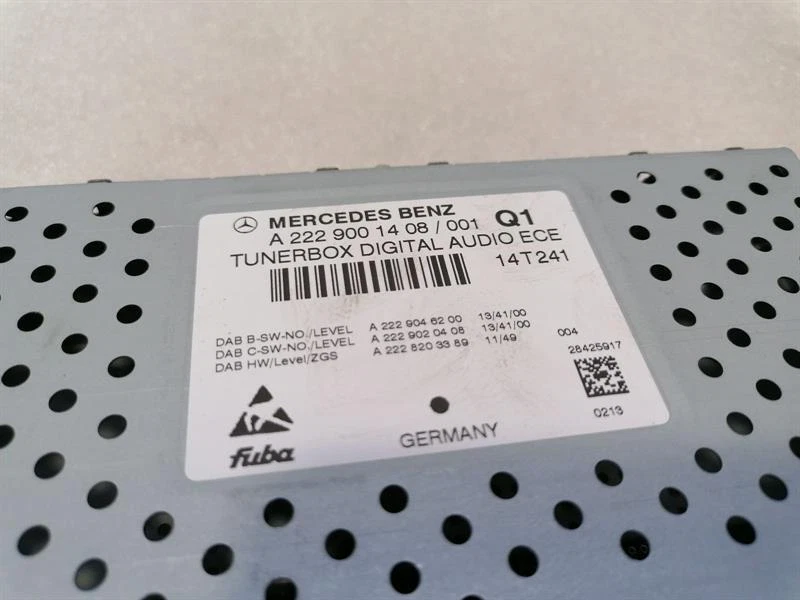 MERCEDES BENZ Q1
A 222 900 14 08 / 001
TUNERBOX DIGITAL AUDIO ECE
14T241
DAB B-SW-NO./LEVEL A 222 904 62 00 13/41/00
DAB C-SW-NO./LEVEL A 222 902 04 08 13/41/00 004
DAB HW/Level/ZGS A 222 820 33 89 11/49
28425917
0213
GERMANY
fuba